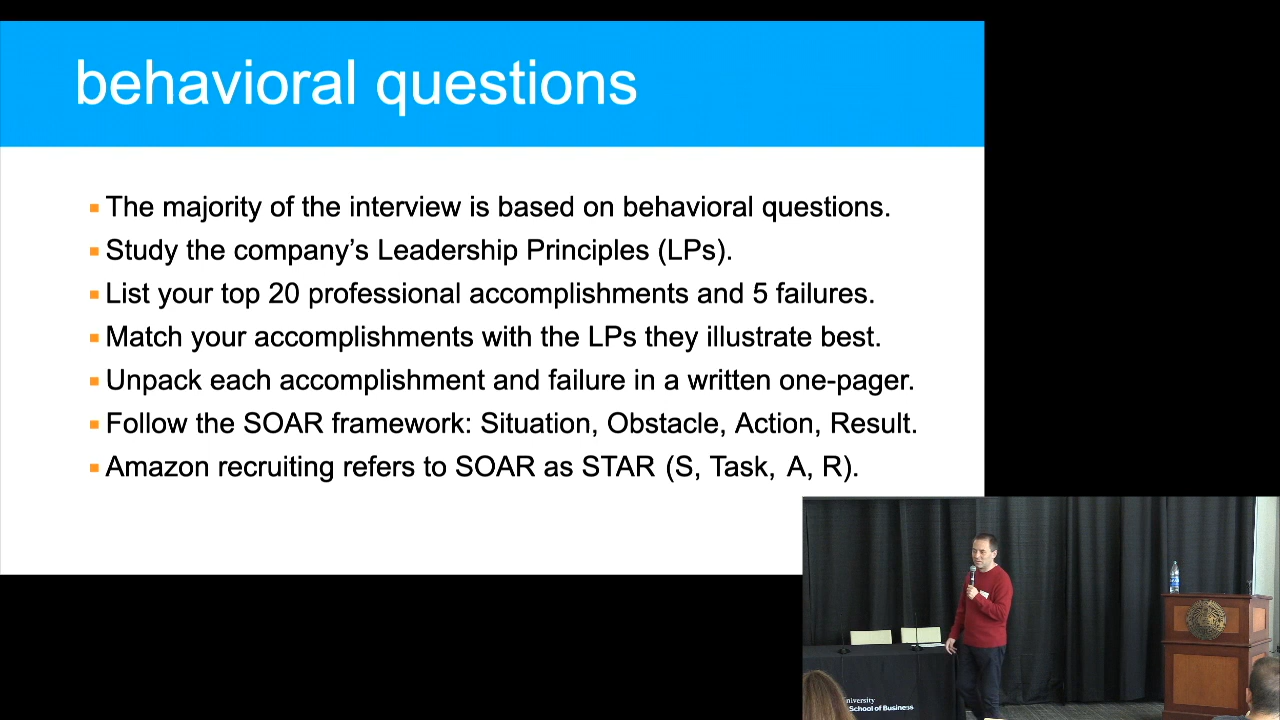 behavioral questions
The majority of the interview is based on behavioral questions.
Study the company’s Leadership Principles (LPs).
List your top 20 professional accomplishments and 5 failures.
Match your accomplishments with the LPs they illustrate best.
Unpack each accomplishment and failure in a written one-pager.
Follow the SOAR framework: Situation, Obstacle, Action, Result.
Amazon recruiting refers to SOAR as STAR (S, Task, A, R).
School of Business